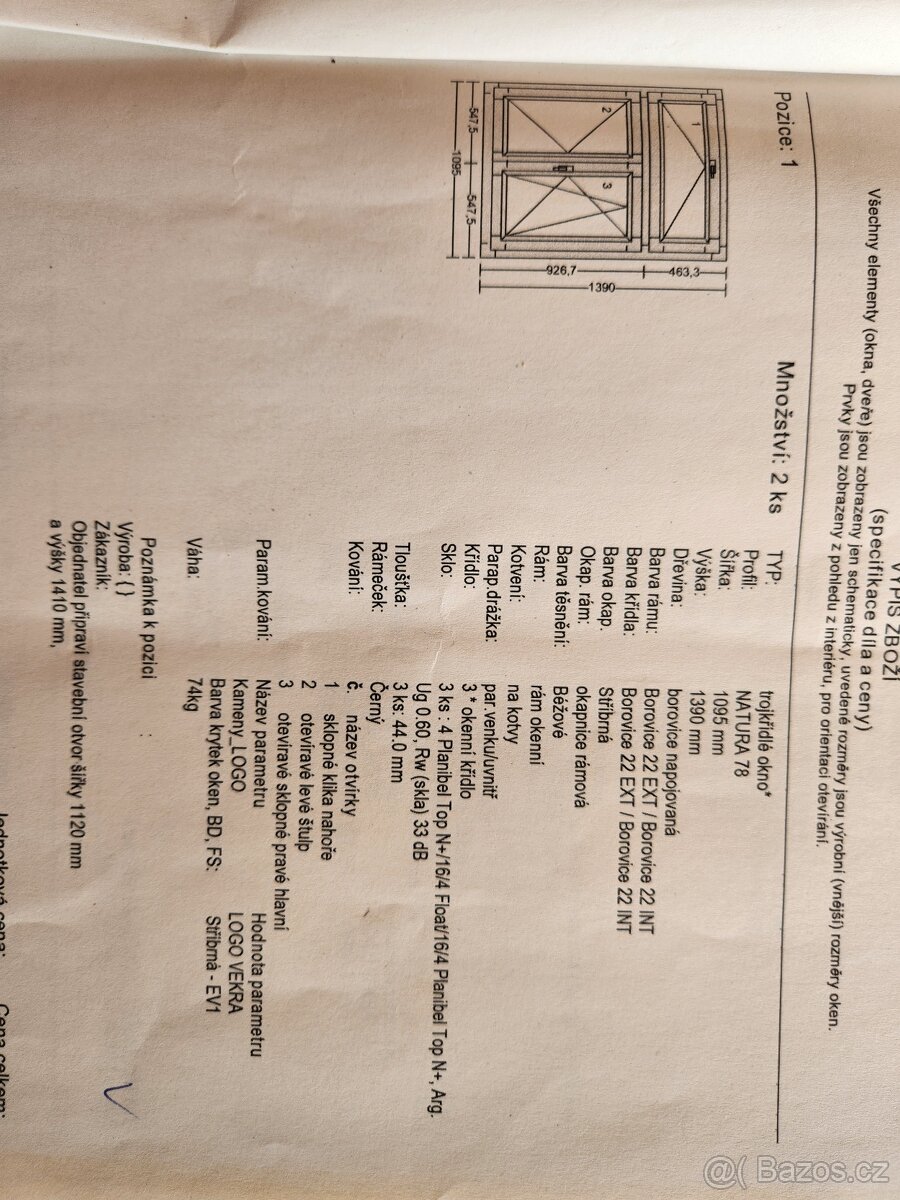 VÝPIS ZBOŽÍ
(specifikace díla a ceny)
Všechny elementy (okna, dveře) jsou zobrazeny jen schematicky, uvedené rozměry jsou výrobní (vnější) rozměry oken.
Prvky jsou zobrazeny z pohledu z interiéru, pro orientaci otevírání.
Pozice: 1
Množství: 2 ks
1
2
3
463,3
926,7
1390
547,5
547,5
1095
TYP: trojkřídlé okno*
Profil: NATURA 78
Šířka: 1095 mm
Výška: 1390 mm
Dřevina: borovice napojovaná
Barva rámu: Borovice 22 EXT / Borovice 22 INT
Barva křídla: Borovice 22 EXT / Borovice 22 INT
Barva okap. Stříbrná
Okap. rám: okapnice rámová
Barva těsnění: Béžové
Rám: rám okenní
Kotvení: na kotvy
Parap.drážka: par.venku/uvnitř
Křídlo: 3 * okenní křídlo
Sklo: 3 ks : 4 Planibel Top N+/16/4 Float/16/4 Planibel Top N+, Arg.
Ug 0.60, Rw (skla) 33 dB
Tloušťka: 3 ks: 44.0 mm
Rámeček: Černý
Kování: č. název otvírky
1 sklopné klika nahoře
2 otevíravé levé štulp
3 otevíravé sklopné pravé hlavní
Param.kování: Název parametru Hodnota parametru
Kameny_LOGO LOGO VEKRA
Barva krytek oken, BD, FS: Stříbrná - EV1
Váha: 74kg
Poznámka k pozici :
Výroba: ( )
Zákazník:
Objednatel připraví stavební otvor šířky 1120 mm
a výšky 1410 mm,
Jednotková cena: Cena celkem:
@( Bazos.cz